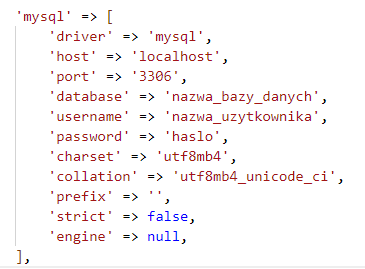 'mysql' => [
'driver' => 'mysql',
'host' => 'localhost',
'port' => '3306',
'database' => 'nazwa_bazy_danych',
'username' => 'nazwa_uzytkownika',
'password' => 'haslo',
'charset' => 'utf8mb4',
'collation' => 'utf8mb4_unicode_ci',
'prefix' => '',
'strict' => false,
'engine' => null,
],